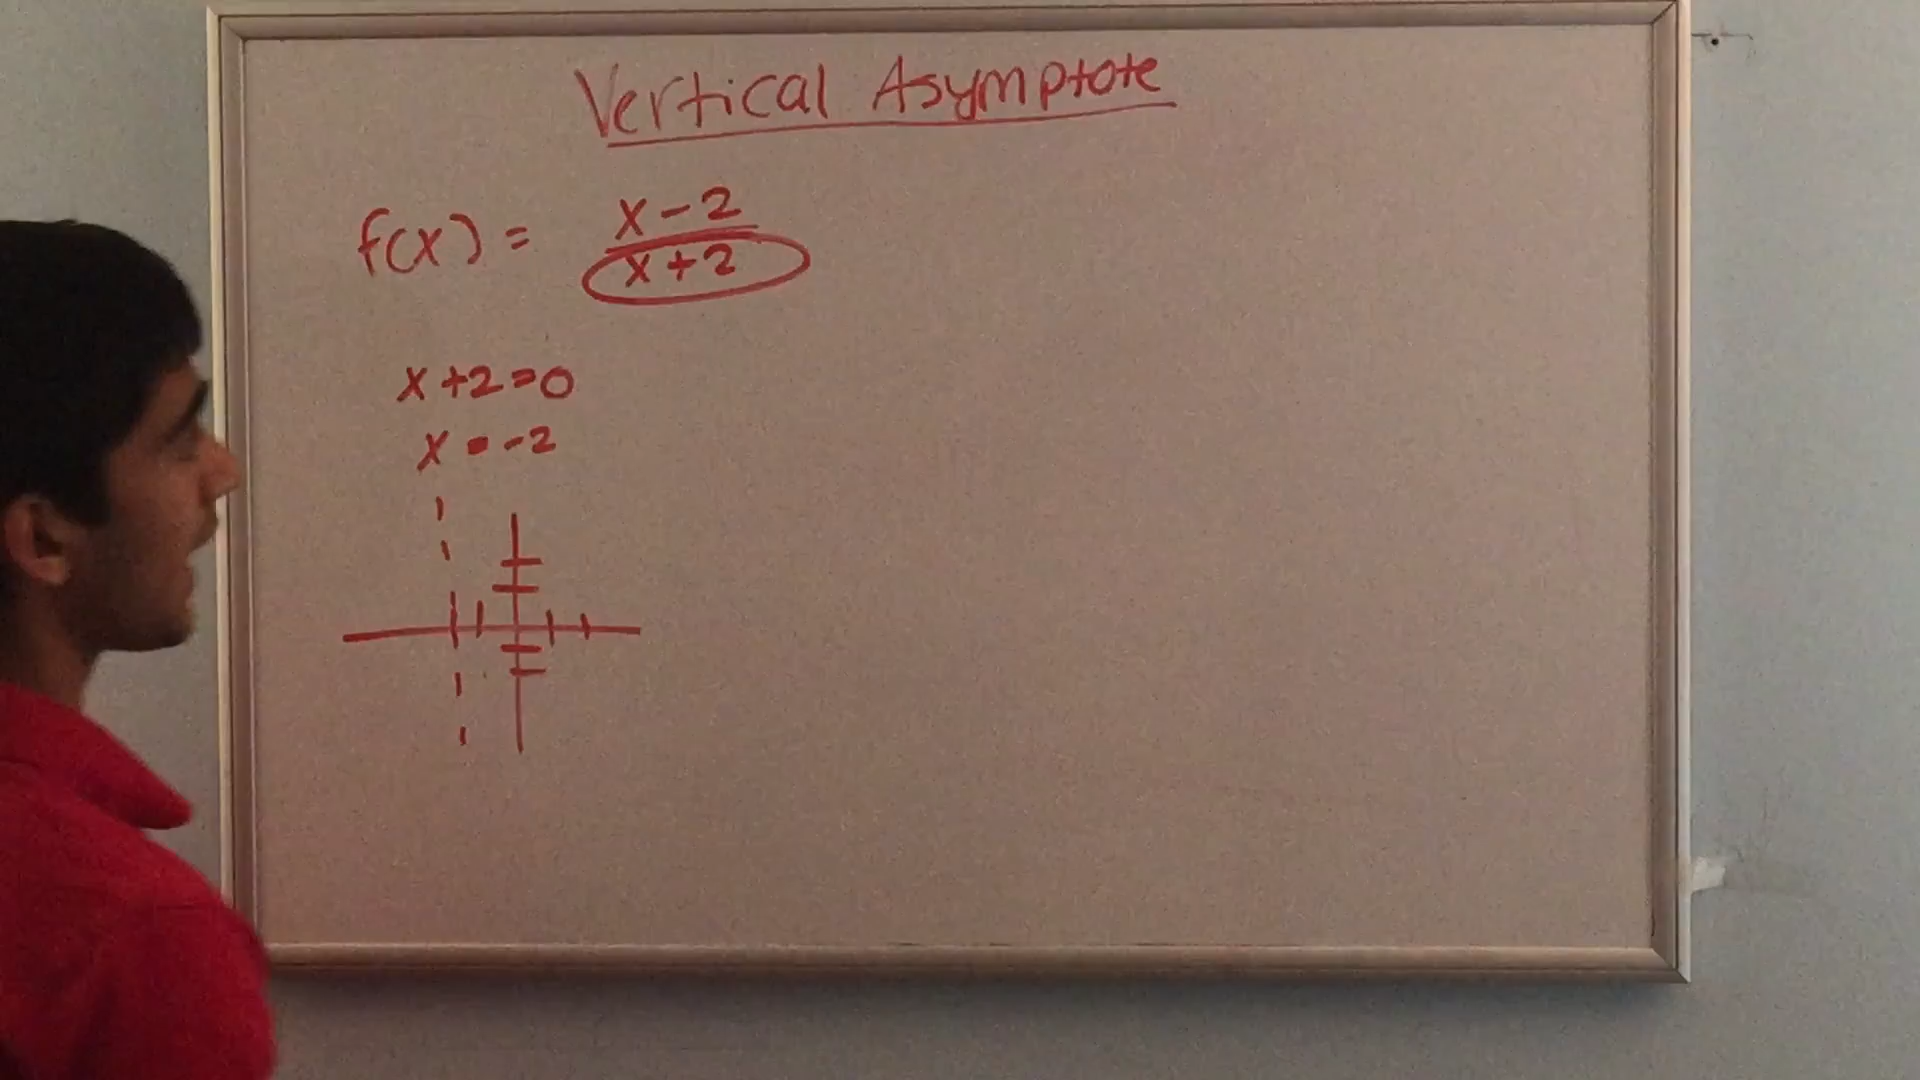 Vertical Asymptote
f(x) = x-2
x+2
x+2=0
x = -2